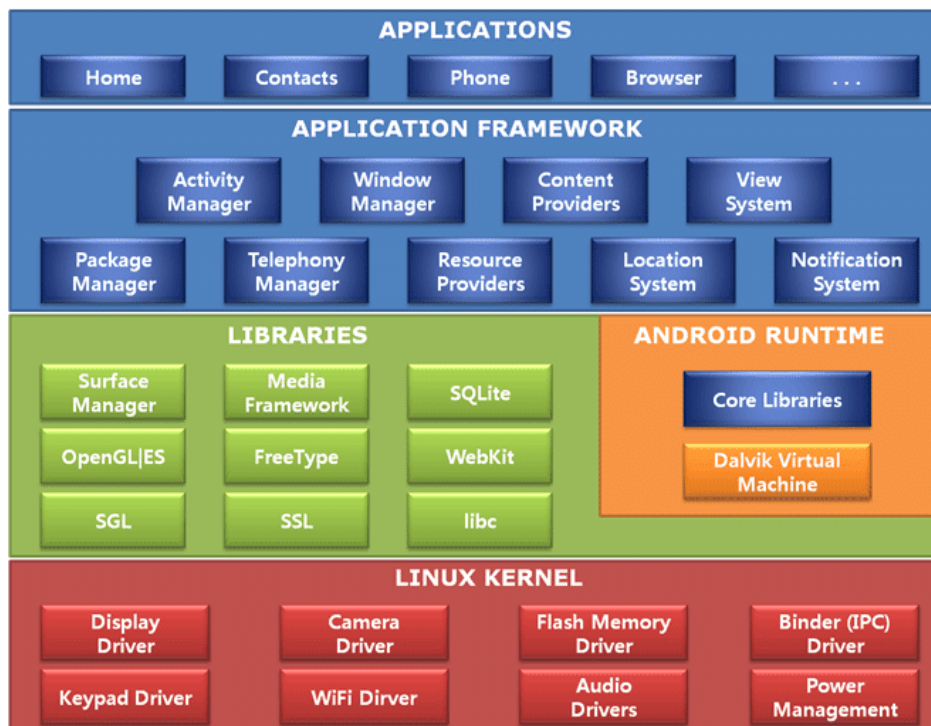 APPLICATIONS
Home
Contacts
Phone
Browser
. . .
APPLICATION FRAMEWORK
Activity
Manager
Window
Manager
Content
Providers
View
System
Package
Manager
Telephony
Manager
Resource
Providers
Location
System
Notification
System
LIBRARIES
Surface
Manager
Media
Framework
SQLite
OpenGL|ES
FreeType
WebKit
SGL
SSL
libc
ANDROID RUNTIME
Core Libraries
Dalvik Virtual
Machine
LINUX KERNEL
Display
Driver
Camera
Driver
Flash Memory
Driver
Binder (IPC)
Driver
Keypad Driver
WiFi Dirver
Audio
Drivers
Power
Management